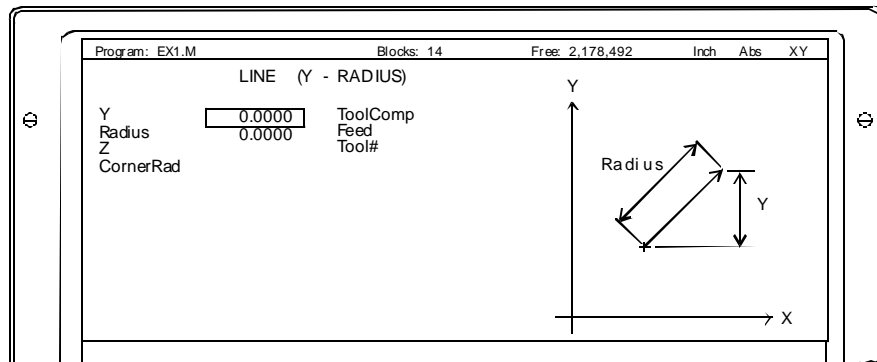 Program: EX1.M Blocks: 14 Free: 2,178,492 Inch Abs XY
LINE (Y - RADIUS)
Y 0.0000 ToolComp
Radius 0.0000 Feed
Z Tool#
CornerRad
Y
Radius
Y
X